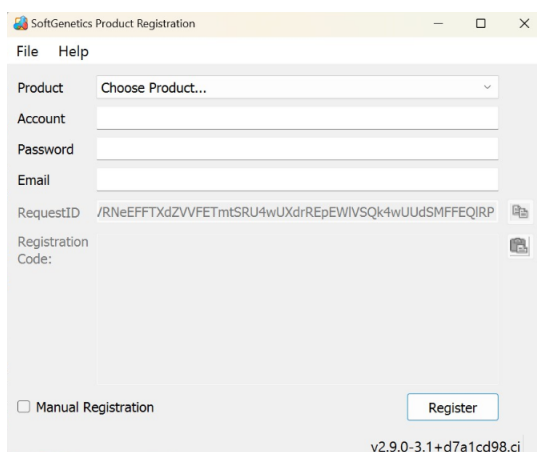 SoftGenetics Product Registration
File Help
Product Choose Product...
Account
Password
Email
RequestID /RNeEFFTXdZVVFETmtSRU4wUXdrREpEWlVSQk4wUUdSMFFEQlRP
Registration
Code:
Manual Registration Register
v2.9.0-3.1+d7a1cd98.ci